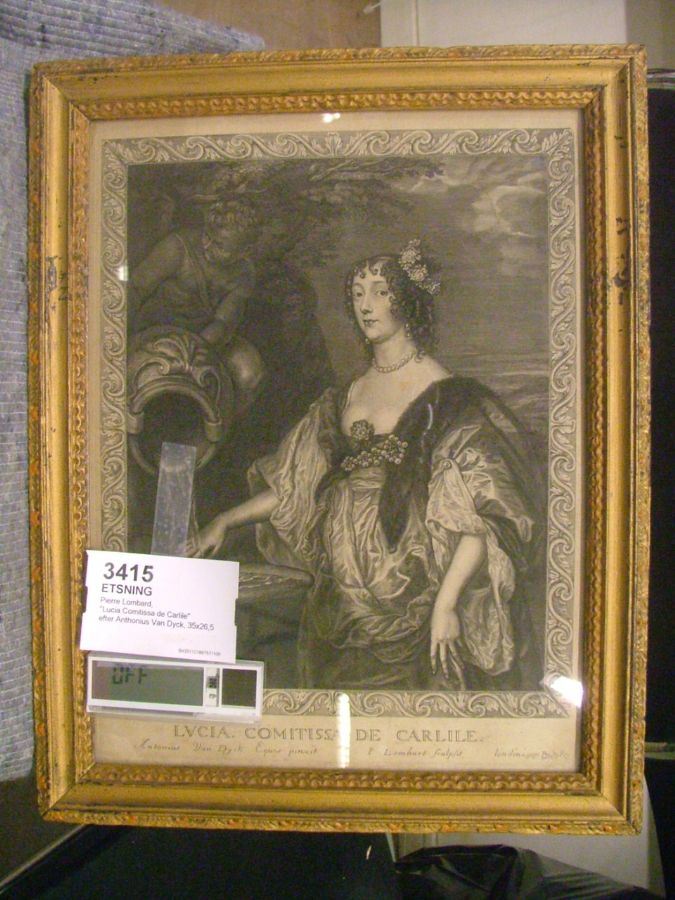 3415
ETSNING
Pierre Lombard,
"Lucia Comitissa de Carlile"
efter Anthonius Van Dyck, 35x26,5
OFF
LVCIA. COMITISSA DE CARLILE.
Antonius Van Dyck Eques pinxit P. Lombart sculpsit